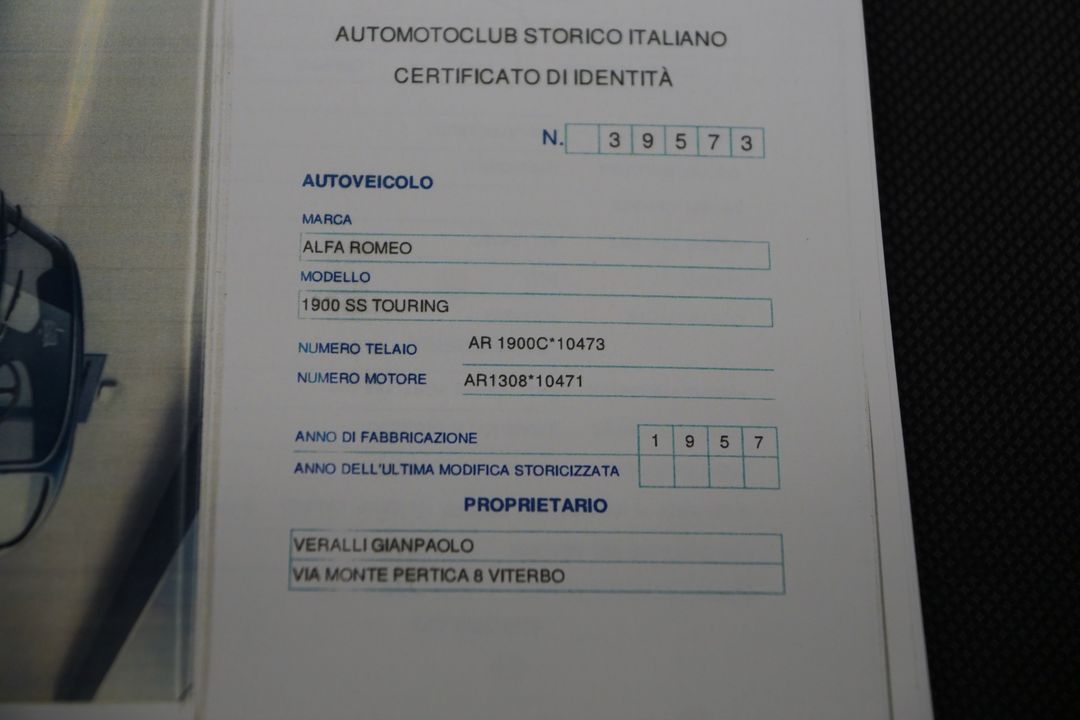 AUTOMOTOCLUB STORICO ITALIANO
CERTIFICATO DI IDENTITÀ
N. 39573
AUTOVEICOLO
MARCA
ALFA ROMEO
MODELLO
1900 SS TOURING
NUMERO TELAIO AR 1900C*10473
NUMERO MOTORE AR1308*10471
ANNO DI FABBRICAZIONE 1957
ANNO DELL'ULTIMA MODIFICA STORICIZZATA
PROPRIETARIO
VERALLI GIANPAOLO
VIA MONTE PERTICA 8 VITERBO